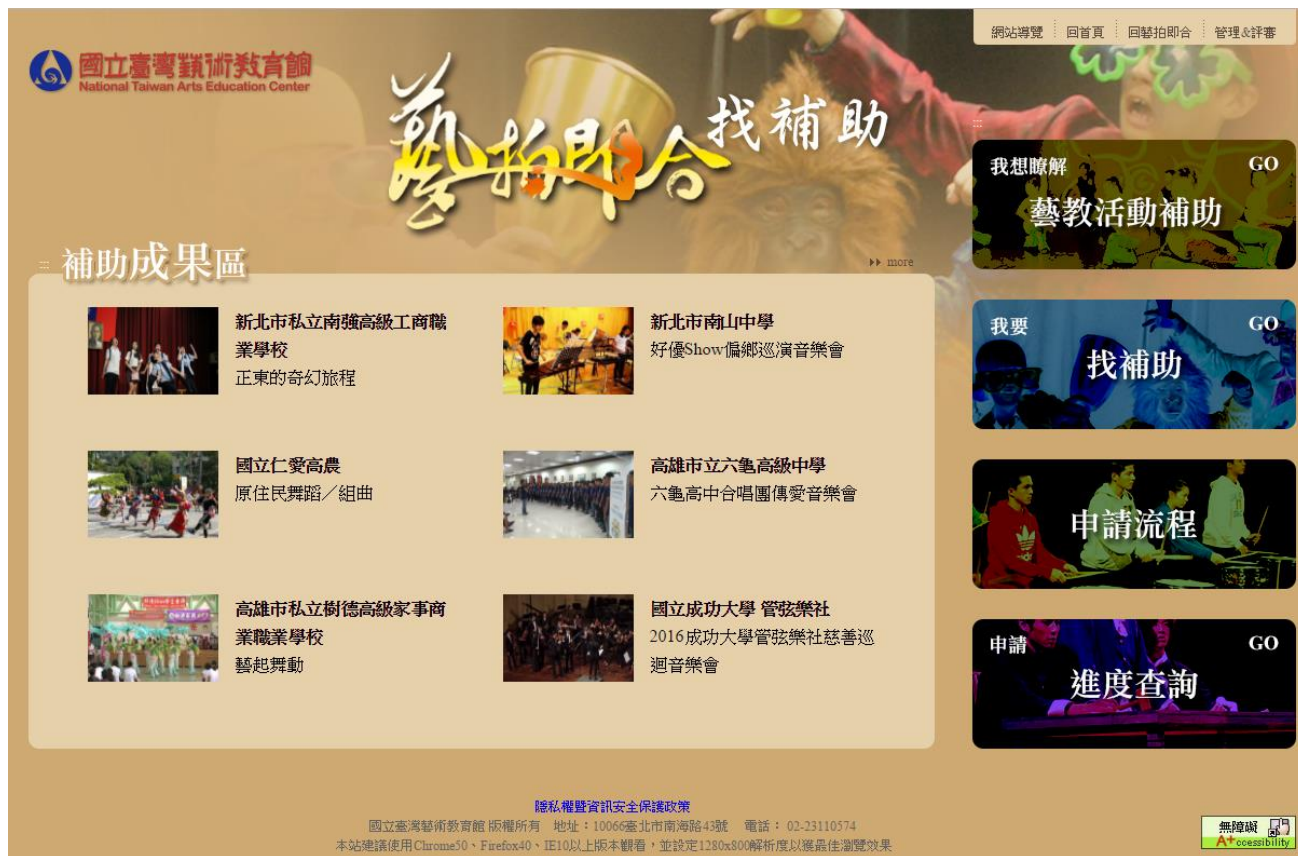 網站導覽 回首頁 回藝拍即合 管理&評審
國立臺灣藝術教育館
National Taiwan Arts Education Center
藝拍即合找補助
補助成果區
more
新北市私立南強高級工商職
業學校
正東的奇幻旅程
新北市南山中學
好優Show偏鄉巡演音樂會
國立仁愛高農
原住民舞蹈／組曲
高雄市立六龜高級中學
六龜高中合唱團傳愛音樂會
高雄市私立樹德高級家事商
業職業學校
藝起舞動
國立成功大學 管弦樂社
2016成功大學管弦樂社慈善巡
迴音樂會
我想瞭解 GO
藝教活動補助
我要 GO
找補助
申請流程
申請 GO
進度查詢
隱私權暨資訊安全保護政策
國立臺灣藝術教育館 版權所有 地址：10066臺北市南海路43號 電話： 02-23110574
本站建議使用Chrome50、Firefox40、IE10以上版本觀看，並設定1280x800解析度以獲最佳瀏覽效果
無障礙
A+ccessibility